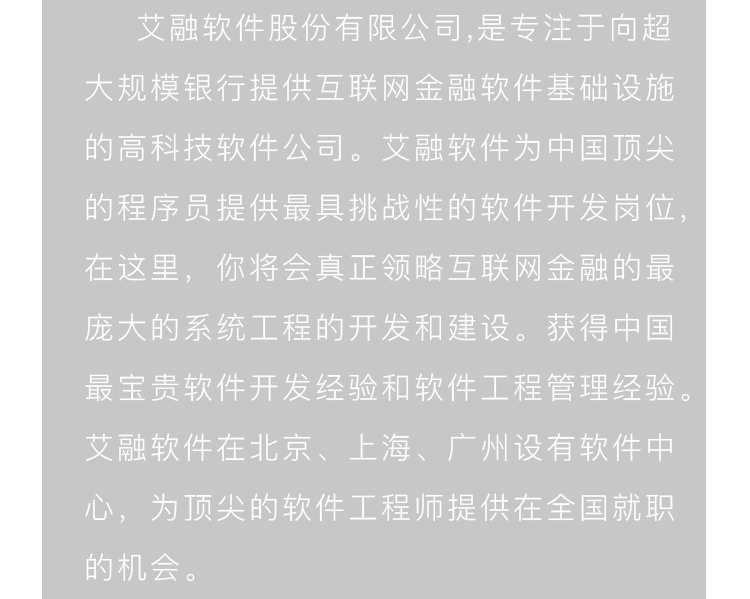 艾融软件股份有限公司,是专注于向超
大规模银行提供互联网金融软件基础设施
的高科技软件公司。艾融软件为中国顶尖
的程序员提供最具挑战性的软件开发岗位,
在这里，你将会真正领略互联网金融的最
庞大的系统工程的开发和建设。获得中国
最宝贵软件开发经验和软件工程管理经验。
艾融软件在北京、上海、广州设有软件中
心，为顶尖的软件工程师提供在全国就职
的机会。